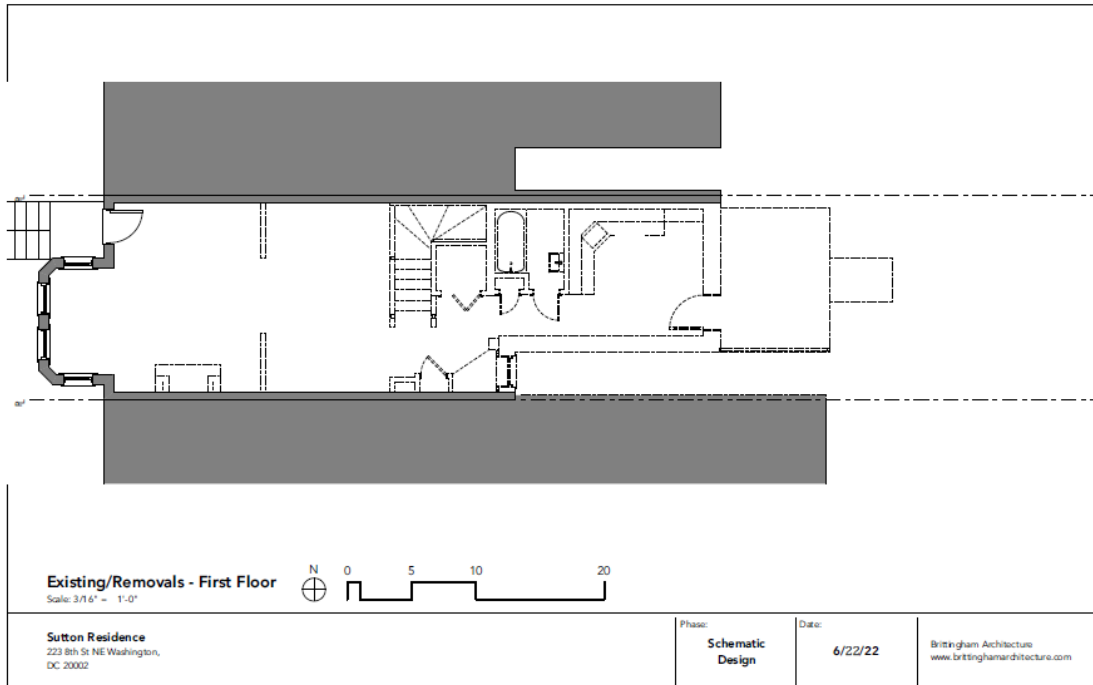 Existing/Removals - First Floor
Scale: 3/16" = 1'-0"
N
0 5 10 20
Sutton Residence
223 8th St NE Washington,
DC 20002
Phase:
Schematic
Design
Date:
6/22/22
Brittingham Architecture
www.brittinghamarchitecture.com